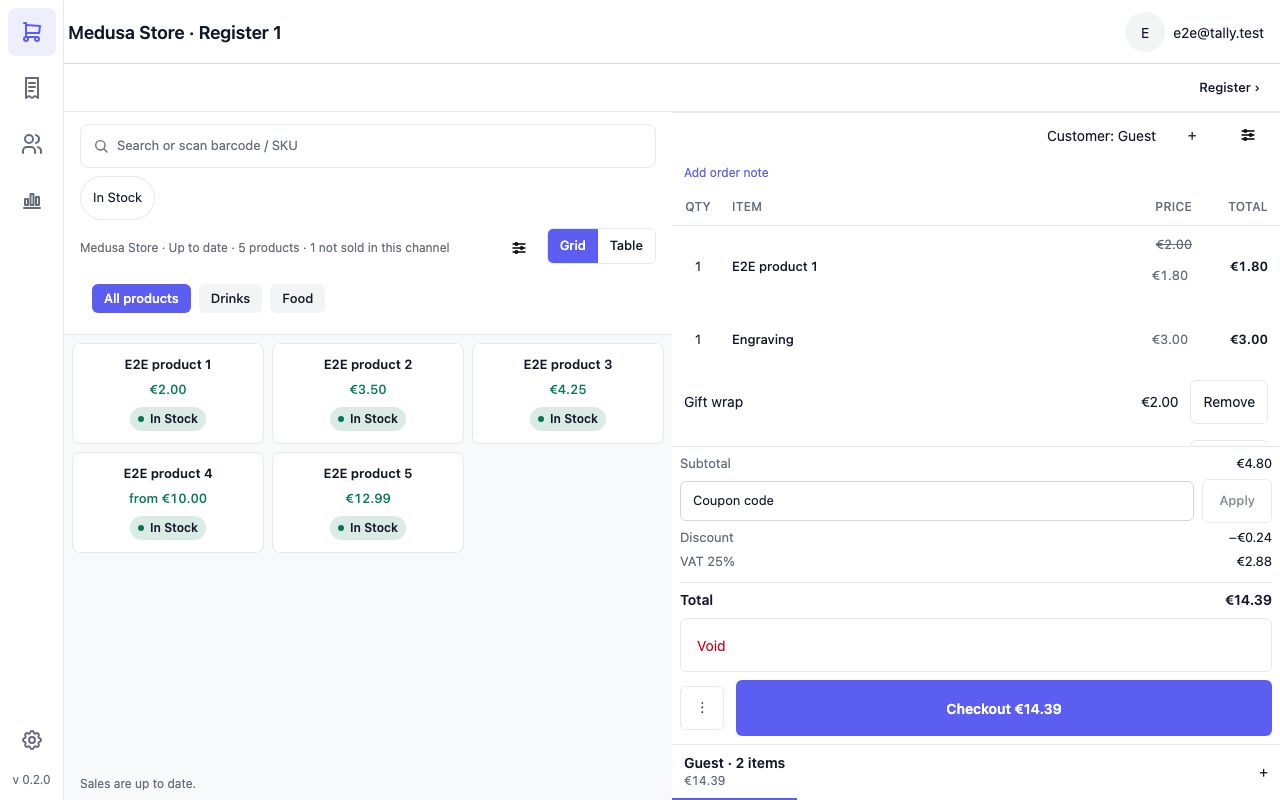 Medusa Store · Register 1
E
e2e@tally.test
Register ›
Search or scan barcode / SKU
In Stock
Medusa Store · Up to date · 5 products · 1 not sold in this channel
Grid
Table
All products
Drinks
Food
E2E product 1
€2.00
In Stock
E2E product 2
€3.50
In Stock
E2E product 3
€4.25
In Stock
E2E product 4
from €10.00
In Stock
E2E product 5
€12.99
In Stock
Sales are up to date.
v 0.2.0
Customer: Guest
+
Add order note
QTY ITEM PRICE TOTAL
€2.00
1 E2E product 1 €1.80
€1.80
1 Engraving €3.00 €3.00
Gift wrap €2.00 Remove
Subtotal €4.80
Coupon code Apply
Discount −€0.24
VAT 25% €2.88
Total €14.39
Void
Checkout €14.39
Guest · 2 items
€14.39
+